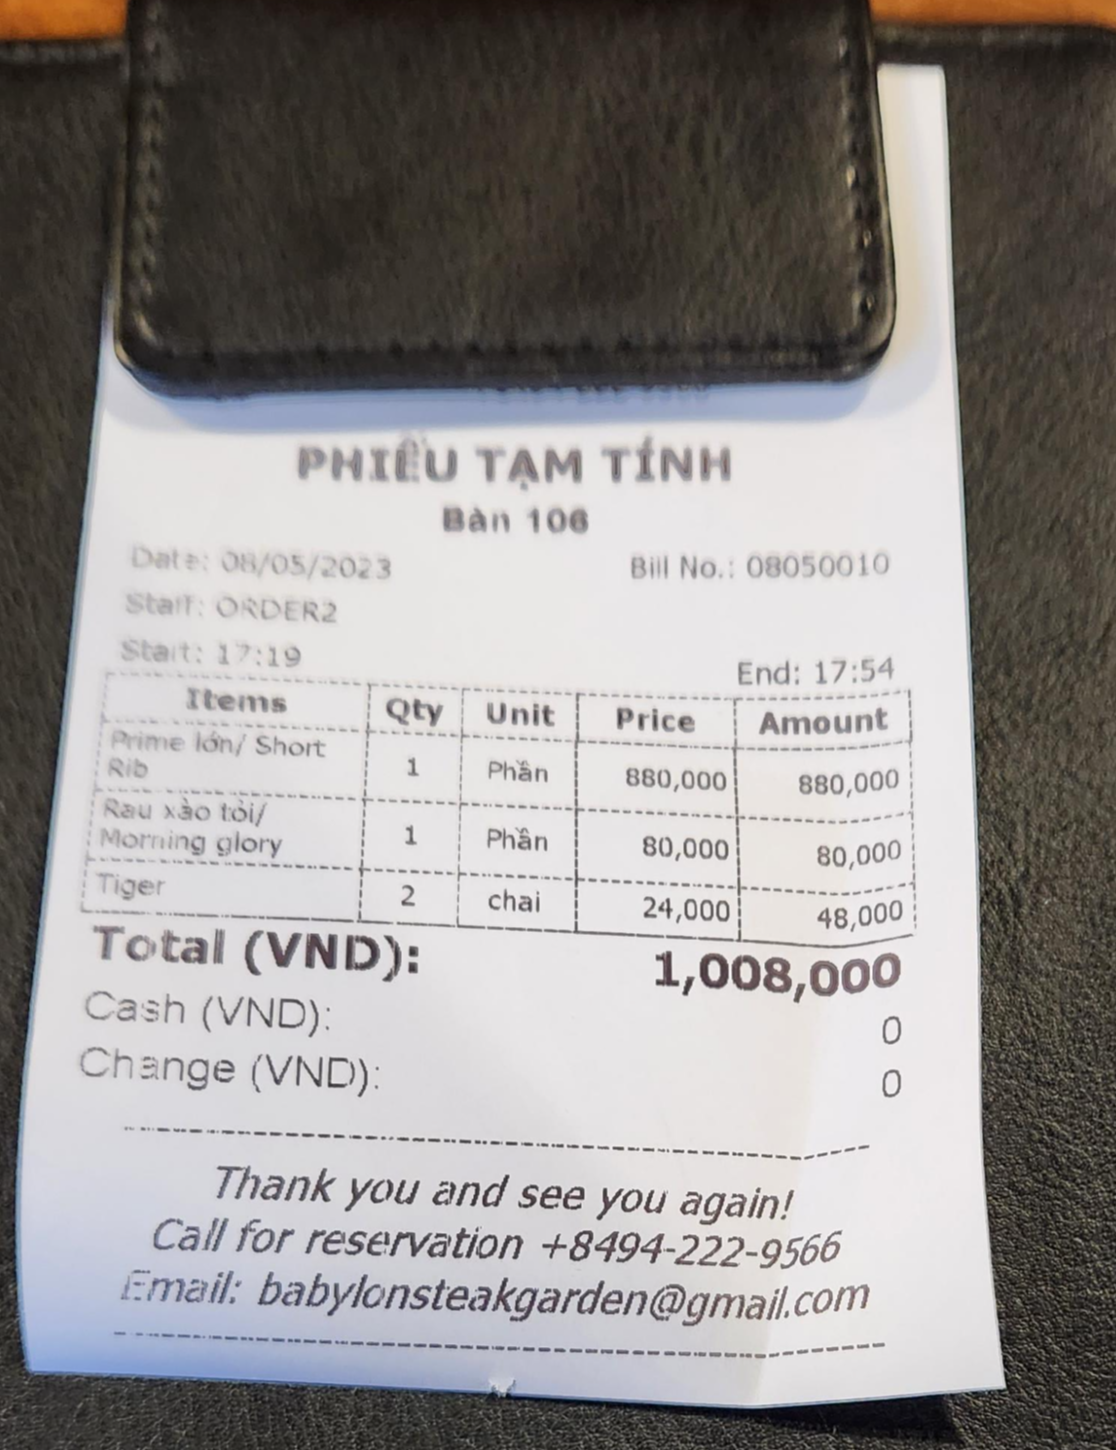 PHIẾU TẠM TÍNH
Bàn 106
Date: 08/05/2023 Bill No.: 08050010
Staff: ORDER2
Start: 17:19 End: 17:54
Items Qty Unit Price Amount
Prime lớn/ Short
Rib 1 Phần 880,000 880,000
Rau xào tỏi/
Morning glory 1 Phần 80,000 80,000
Tiger 2 chai 24,000 48,000
Total (VND): 1,008,000
Cash (VND): 0
Change (VND): 0
Thank you and see you again!
Call for reservation +8494-222-9566
Email: babylonsteakgarden@gmail.com